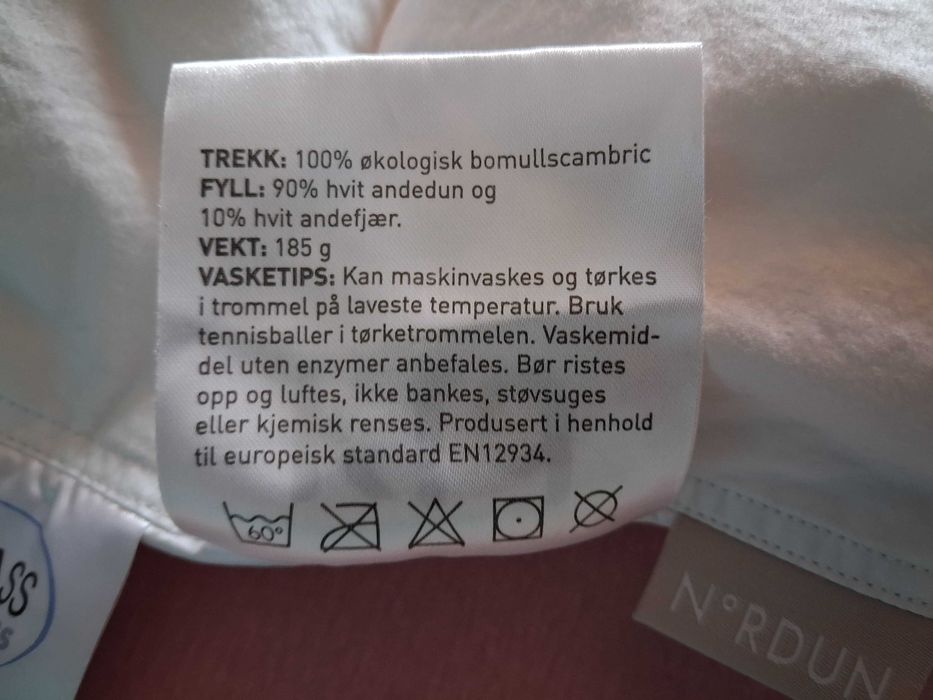 TREKK: 100% økologisk bomullscambric
FYLL: 90% hvit andedun og
10% hvit andefjær.
VEKT: 185 g
VASKETIPS: Kan maskinvaskes og tørkes
i trommel på laveste temperatur. Bruk
tennisballer i tørketrommelen. Vaskemid-
del uten enzymer anbefales. Bør ristes
opp og luftes, ikke bankes, støvsuges
eller kjemisk renses. Produsert i henhold
til europeisk standard EN12934.
60°
N°RDUN